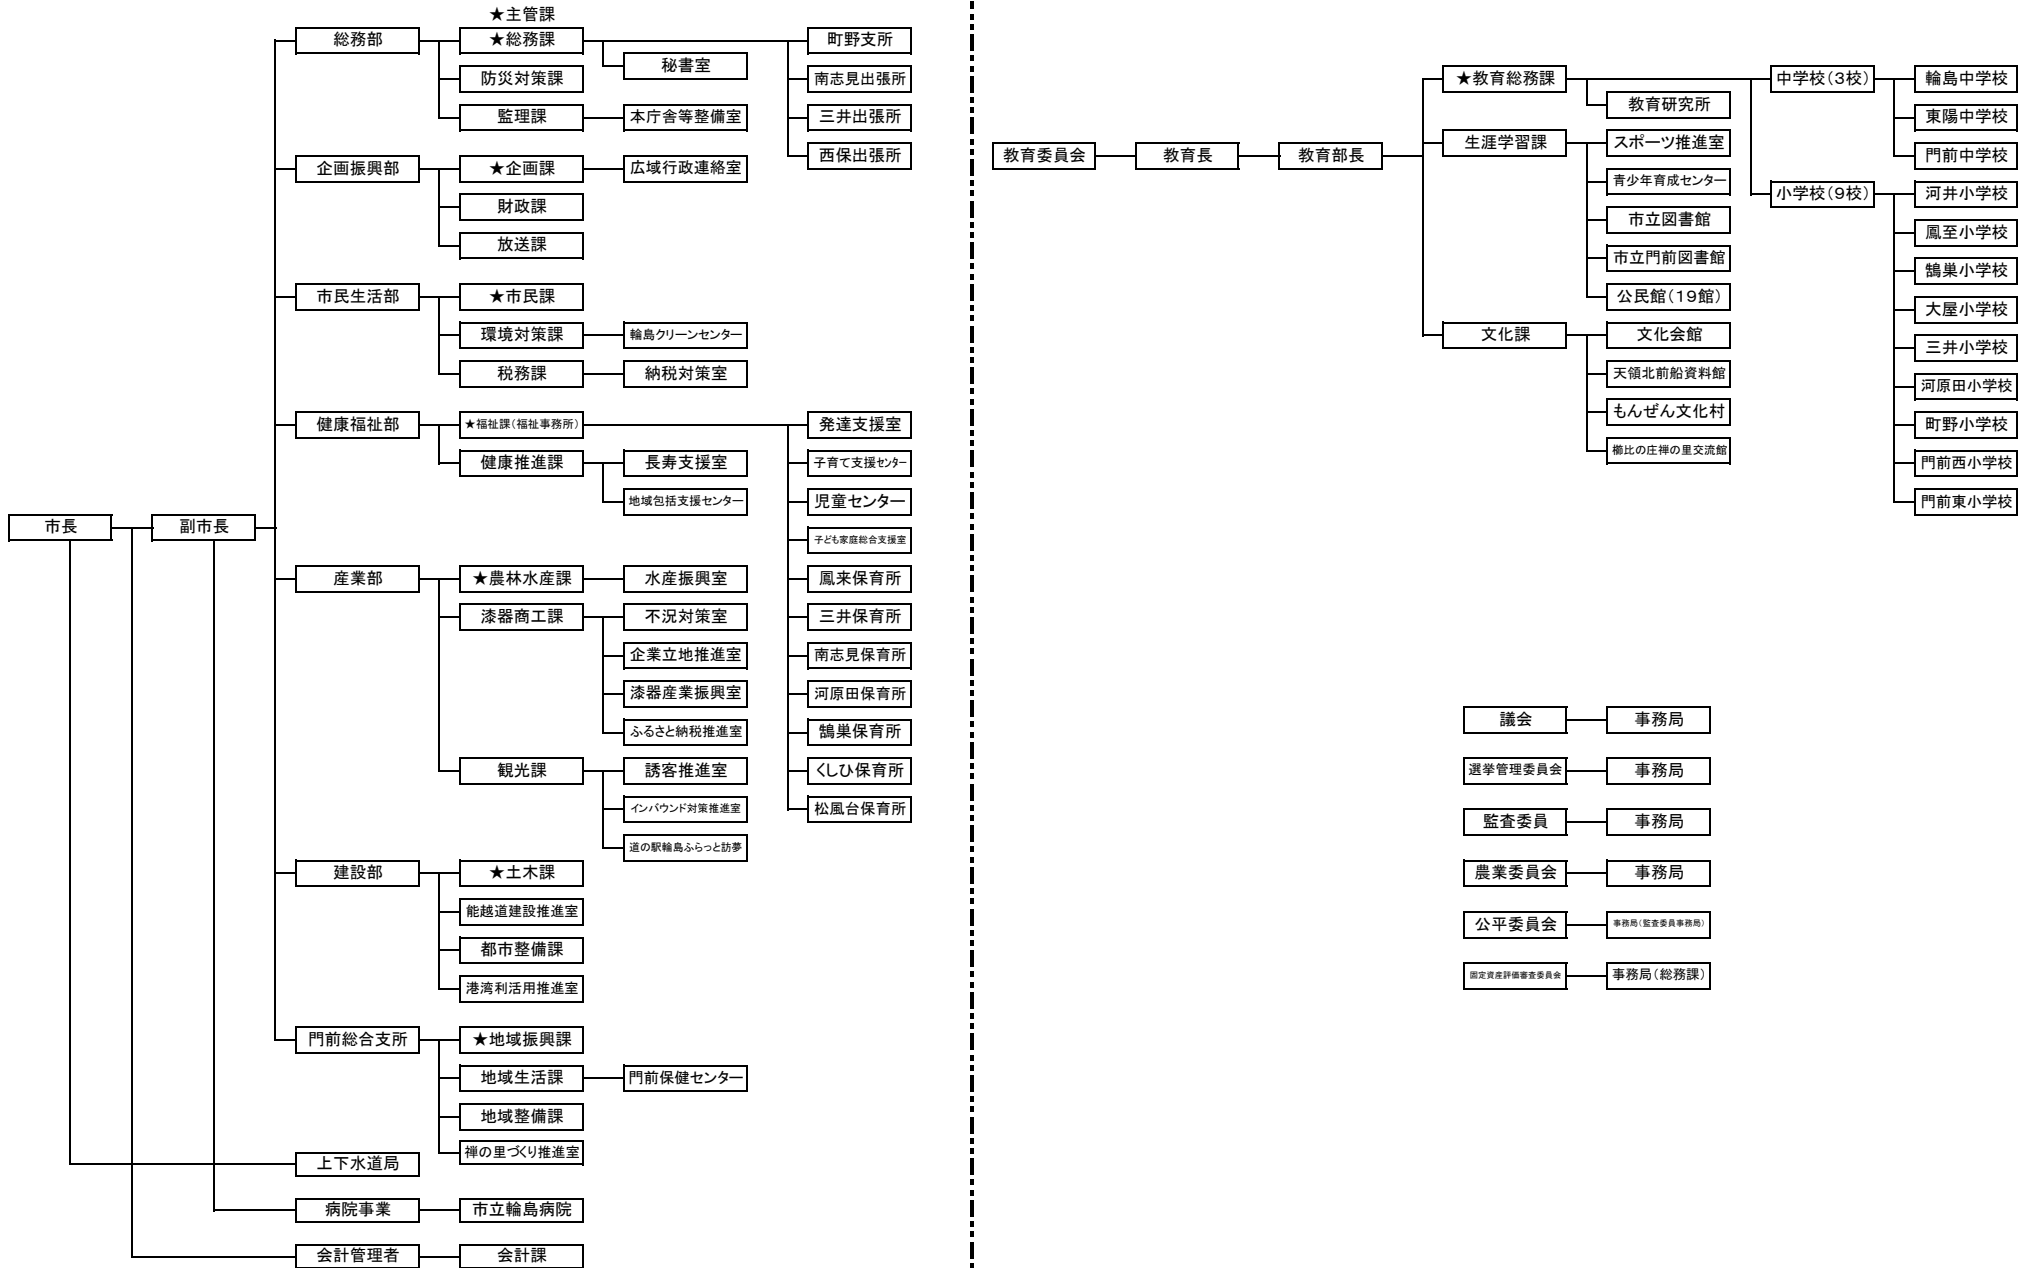 ★主管課
総務部
★総務課
秘書室
町野支所
南志見出張所
三井出張所
西保出張所
防災対策課
監理課
本庁舎等整備室
企画振興部
★企画課
広域行政連絡室
財政課
放送課
市民生活部
★市民課
環境対策課
輪島クリーンセンター
税務課
納税対策室
健康福祉部
★福祉課(福祉事務所)
発達支援室
子育て支援センター
児童センター
子ども家庭総合支援室
鳳来保育所
三井保育所
南志見保育所
河原田保育所
鵠巣保育所
くしひ保育所
松風台保育所
健康推進課
長寿支援室
地域包括支援センター
市長
副市長
産業部
★農林水産課
水産振興室
漆器商工課
不況対策室
企業立地推進室
漆器産業振興室
ふるさと納税推進室
観光課
誘客推進室
インバウンド対策推進室
道の駅輪島ふらっと訪夢
建設部
★土木課
能越道建設推進室
都市整備課
港湾利活用推進室
門前総合支所
★地域振興課
地域生活課
門前保健センター
地域整備課
禅の里づくり推進室
上下水道局
病院事業
市立輪島病院
会計管理者
会計課
教育委員会
教育長
教育部長
★教育総務課
教育研究所
中学校(3校)
輪島中学校
東陽中学校
門前中学校
小学校(9校)
河井小学校
鳳至小学校
鵠巣小学校
大屋小学校
三井小学校
河原田小学校
町野小学校
門前西小学校
門前東小学校
生涯学習課
スポーツ推進室
青少年育成センター
市立図書館
市立門前図書館
公民館(19館)
文化課
文化会館
天領北前船資料館
もんぜん文化村
櫛比の庄禅の里交流館
議会
事務局
選挙管理委員会
事務局
監査委員
事務局
農業委員会
事務局
公平委員会
事務局(監査委員事務局)
固定資産評価審査委員会
事務局(総務課)